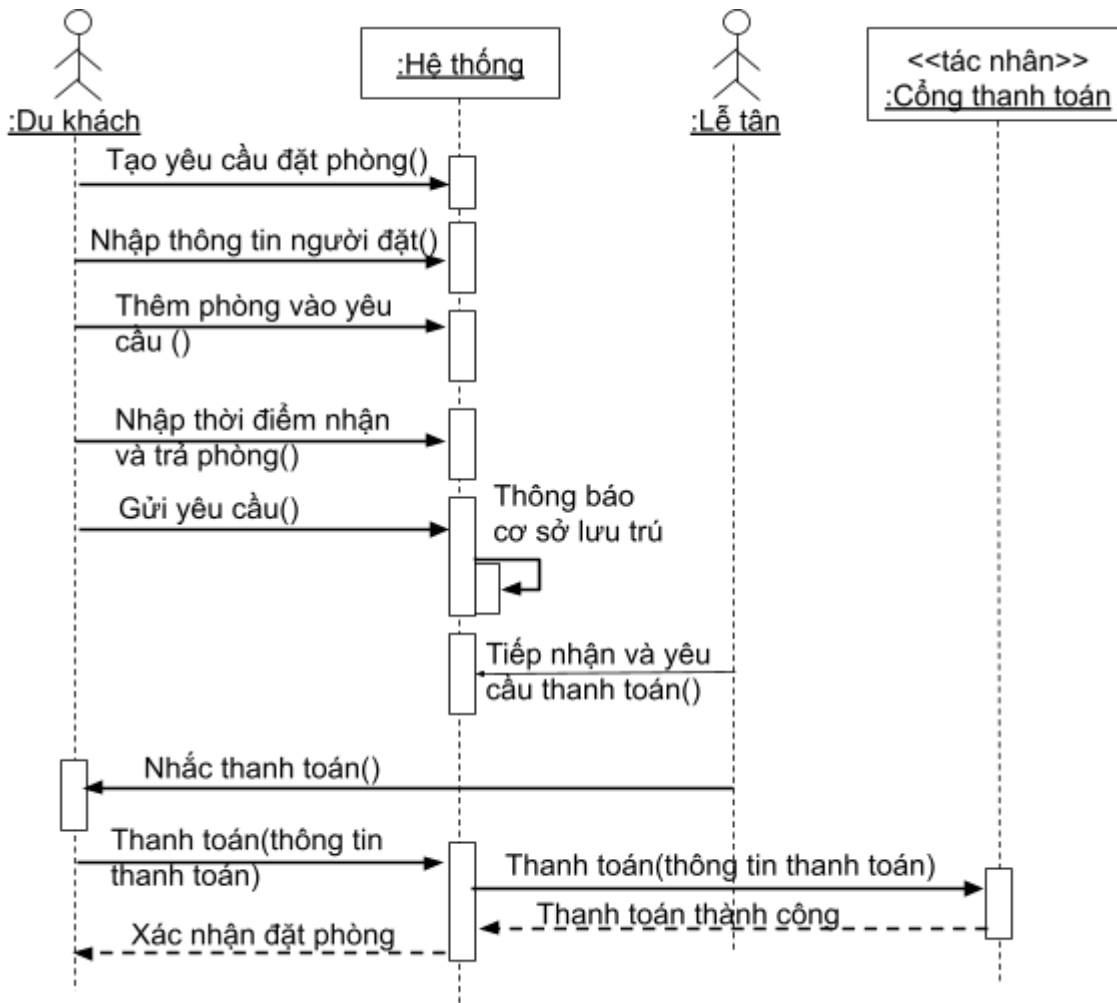 :Du khách
:Hệ thống
:Lễ tân
<<tác nhân>>
:Cổng thanh toán
Tạo yêu cầu đặt phòng()
Nhập thông tin người đặt()
Thêm phòng vào yêu
cầu ()
Nhập thời điểm nhận
và trả phòng()
Gửi yêu cầu()
Thông báo
cơ sở lưu trú
Tiếp nhận và yêu
cầu thanh toán()
Nhắc thanh toán()
Thanh toán(thông tin
thanh toán)
Thanh toán(thông tin thanh toán)
Thanh toán thành công
Xác nhận đặt phòng